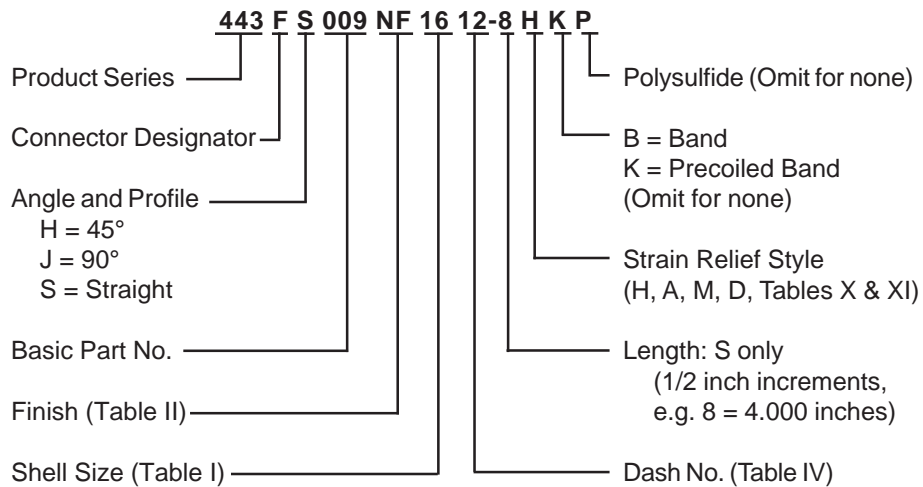 443 F S 009 NF 16 12-8 H K P
Product Series
Connector Designator
Angle and Profile
H = 45°
J = 90°
S = Straight
Basic Part No.
Finish (Table II)
Shell Size (Table I)
Polysulfide (Omit for none)
B = Band
K = Precoiled Band
(Omit for none)
Strain Relief Style
(H, A, M, D, Tables X & XI)
Length: S only
(1/2 inch increments,
e.g. 8 = 4.000 inches)
Dash No. (Table IV)